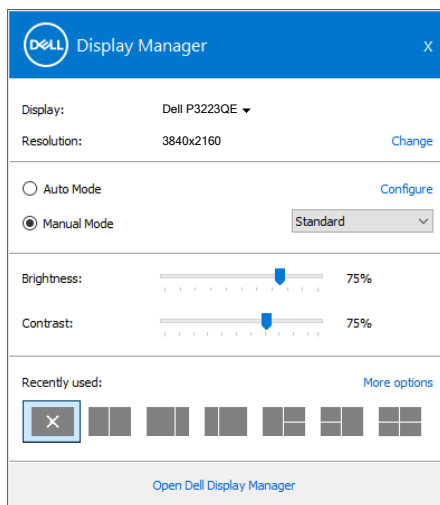 DELL Display Manager X
Display: Dell P3223QE
Resolution: 3840x2160 Change
Auto Mode Configure
Manual Mode Standard
Brightness: 75%
Contrast: 75%
Recently used: More options
Open Dell Display Manager